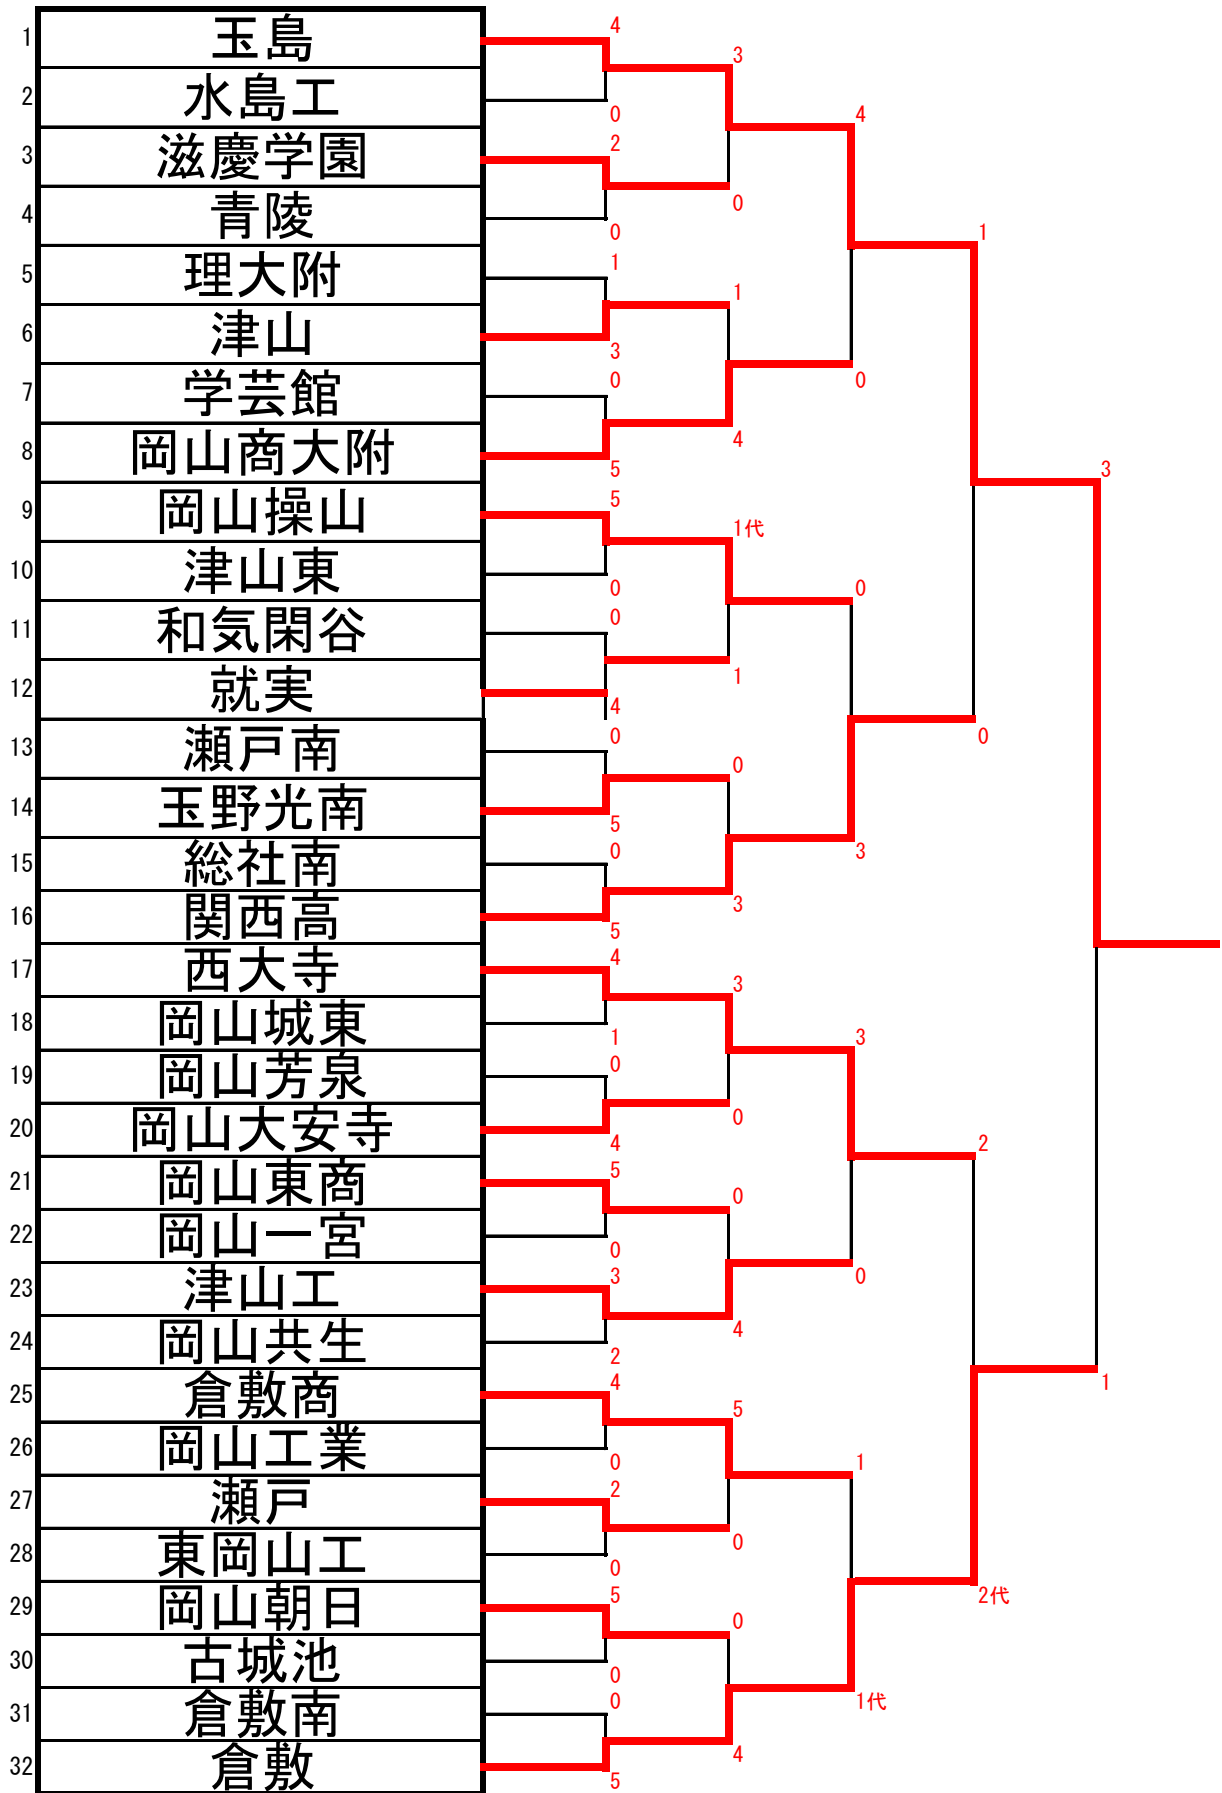 1 玉島
2 水島工
3 滋慶学園
4 青陵
5 理大附
6 津山
7 学芸館
8 岡山商大附
9 岡山操山
10 津山東
11 和気閑谷
12 就実
13 瀬戸南
14 玉野光南
15 総社南
16 関西高
17 西大寺
18 岡山城東
19 岡山芳泉
20 岡山大安寺
21 岡山東商
22 岡山一宮
23 津山工
24 岡山共生
25 倉敷商
26 岡山工業
27 瀬戸
28 東岡山工
29 岡山朝日
30 古城池
31 倉敷南
32 倉敷
4
0
2
0
1
3
0
5
5
0
0
4
0
5
0
5
4
1
0
4
5
0
3
2
4
0
2
0
5
0
0
5
3
0
1
4
1代
1
0
3
3
0
0
4
5
0
0
4
4
0
0
3
3
0
1
1代
1
0
2
2代
3
1